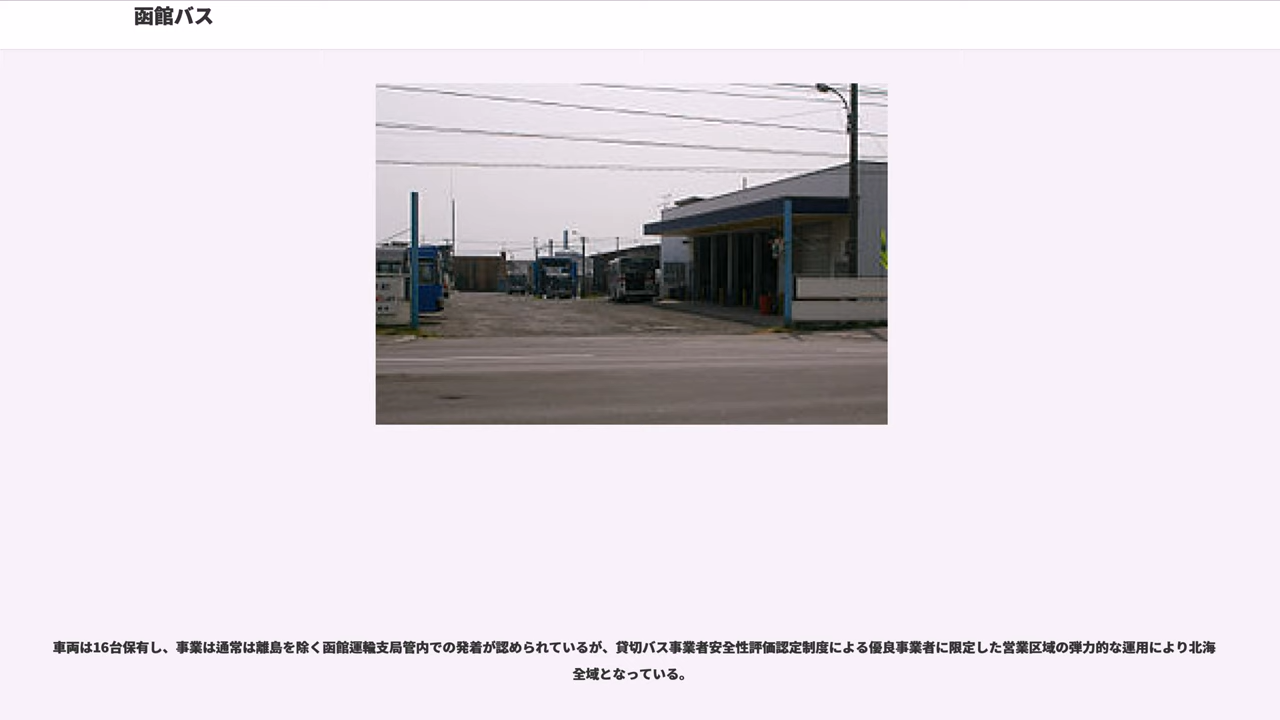 函館バス
車両は16台保有し、事業は通常は離島を除く函館運輸支局管内での発着が認められているが、貸切バス事業者安全性評価認定制度による優良事業者に限定した営業区域の弾力的な運用により北海
全域となっている。